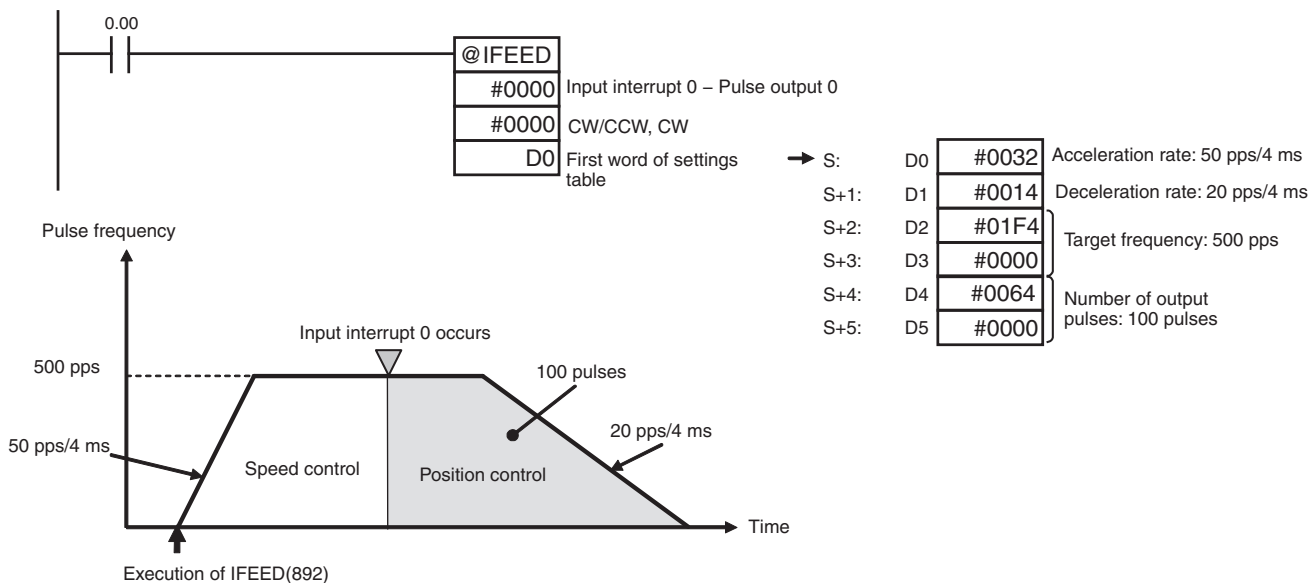 0.00
@IFEED
#0000 Input interrupt 0 – Pulse output 0
#0000 CW/CCW, CW
D0 First word of settings
table
S: D0 #0032 Acceleration rate: 50 pps/4 ms
S+1: D1 #0014 Deceleration rate: 20 pps/4 ms
S+2: D2 #01F4
Target frequency: 500 pps
S+3: D3 #0000
S+4: D4 #0064
Number of output
pulses: 100 pulses
S+5: D5 #0000
Pulse frequency
Input interrupt 0 occurs
500 pps
100 pulses
50 pps/4 ms
20 pps/4 ms
Speed control
Position control
Time
Execution of IFEED(892)